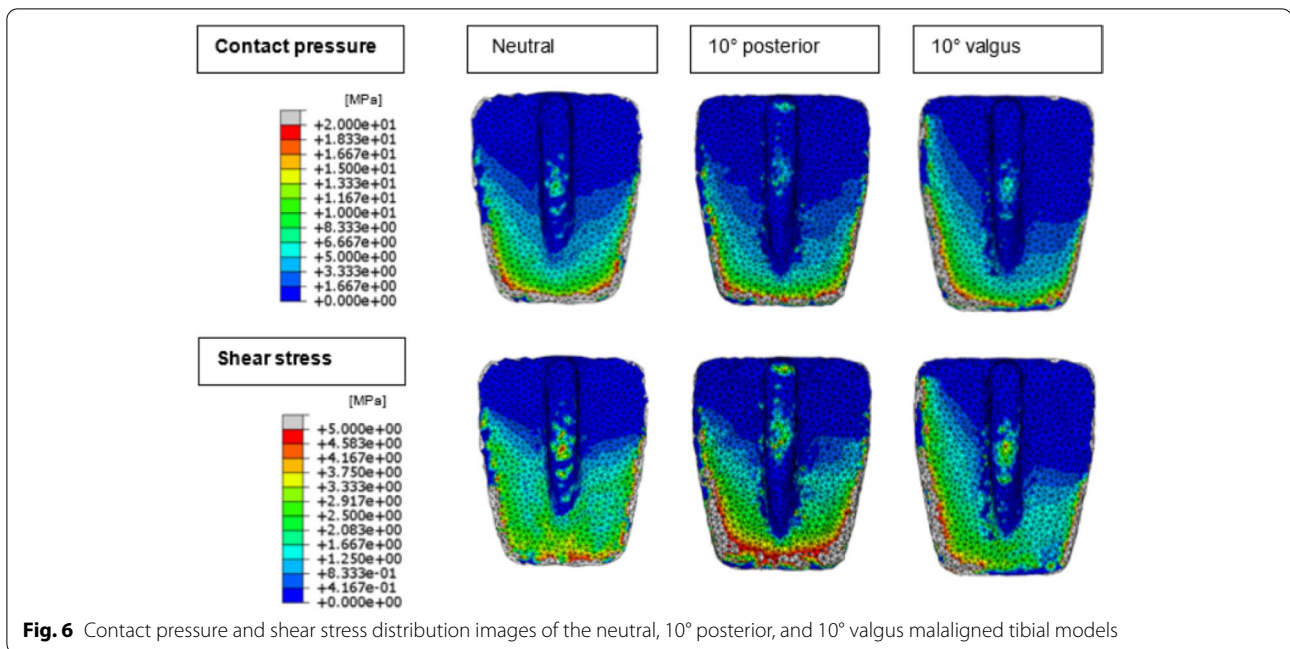 Contact pressure
Neutral
10° posterior
10° valgus
[MPa]
+2.000e+01
+1.833e+01
+1.667e+01
+1.500e+01
+1.333e+01
+1.167e+01
+1.000e+01
+8.333e+00
+6.667e+00
+5.000e+00
+3.333e+00
+1.667e+00
+0.000e+00
Shear stress
[MPa]
+5.000e+00
+4.583e+00
+4.167e+00
+3.750e+00
+3.333e+00
+2.917e+00
+2.500e+00
+2.083e+00
+1.667e+00
+1.250e+00
+8.333e-01
+4.167e-01
+0.000e+00
Fig. 6 Contact pressure and shear stress distribution images of the neutral, 10° posterior, and 10° valgus malaligned tibial models